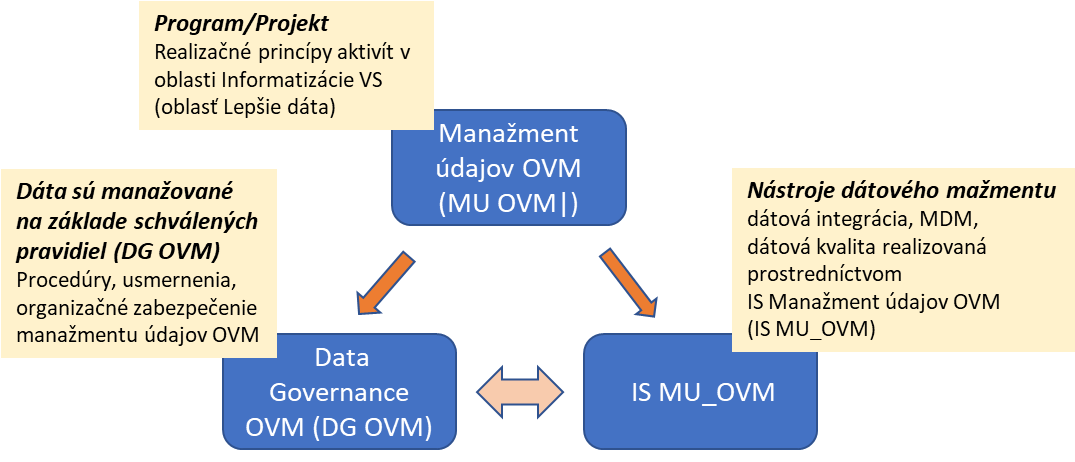 Program/Projekt
Realizačné princípy aktivít v
oblasti Informatizácie VS
(oblasť Lepšie dáta)
Manažment
údajov OVM
(MU OVM|)
Dáta sú manažované
na základe schválených
pravidiel (DG OVM)
Procedúry, usmernenia,
organizačné zabezpečenie
manažmentu údajov OVM
Nástroje dátového mažmentu
dátová integrácia, MDM,
dátová kvalita realizovaná
prostredníctvom
IS Manažment údajov OVM
(IS MU_OVM)
Data
Governance
OVM (DG OVM)
IS MU_OVM